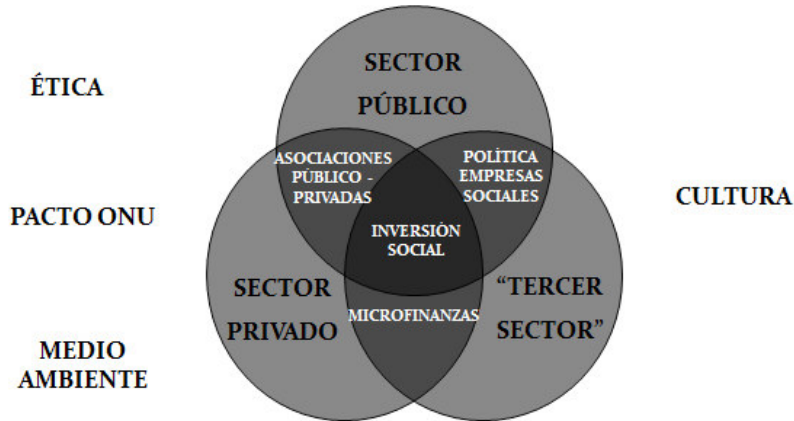 SECTOR
PÚBLICO
ÉTICA
ASOCIACIONES
PÚBLICO -
PRIVADAS
POLÍTICA
EMPRESAS
SOCIALES
PACTO ONU
CULTURA
INVERSIÓN
SOCIAL
SECTOR
PRIVADO
MICROFINANZAS
“TERCER
SECTOR”
MEDIO
AMBIENTE